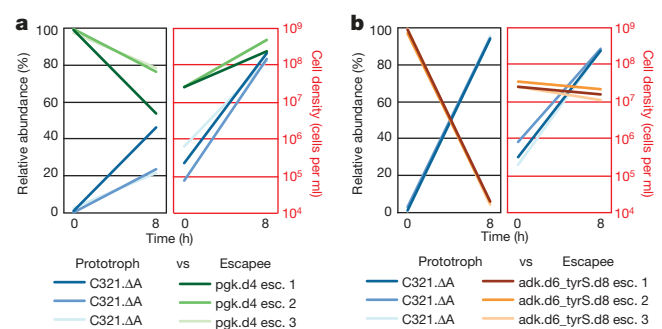 a
b
Relative abundance (%)
100
80
60
40
20
0
0
8
0
8
Time (h)
10⁹
10⁸
10⁷
10⁶
10⁵
10⁴
Cell density (cells per ml)
Prototroph vs Escapee
C321.ΔA pgk.d4 esc. 1
C321.ΔA pgk.d4 esc. 2
C321.ΔA pgk.d4 esc. 3
Relative abundance (%)
100
80
60
40
20
0
0
8
0
8
Time (h)
10⁹
10⁸
10⁷
10⁶
10⁵
10⁴
Cell density (cells per ml)
Prototroph vs Escapee
C321.ΔA adk.d6_tyrS.d8 esc. 1
C321.ΔA adk.d6_tyrS.d8 esc. 2
C321.ΔA adk.d6_tyrS.d8 esc. 3